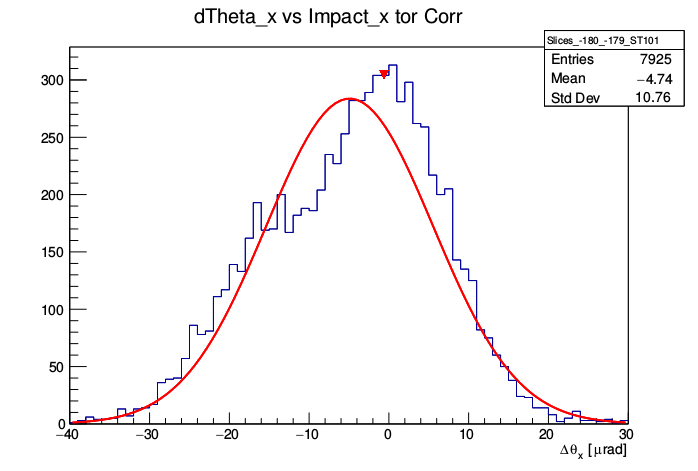 dTheta_x vs Impact_x tor Corr
Slices_-180_-179_ST101
Entries 7925
Mean −4.74
Std Dev 10.76
300
250
200
150
100
50
0
−40 −30 −20 −10 0 10 20 30
Δθx [μrad]